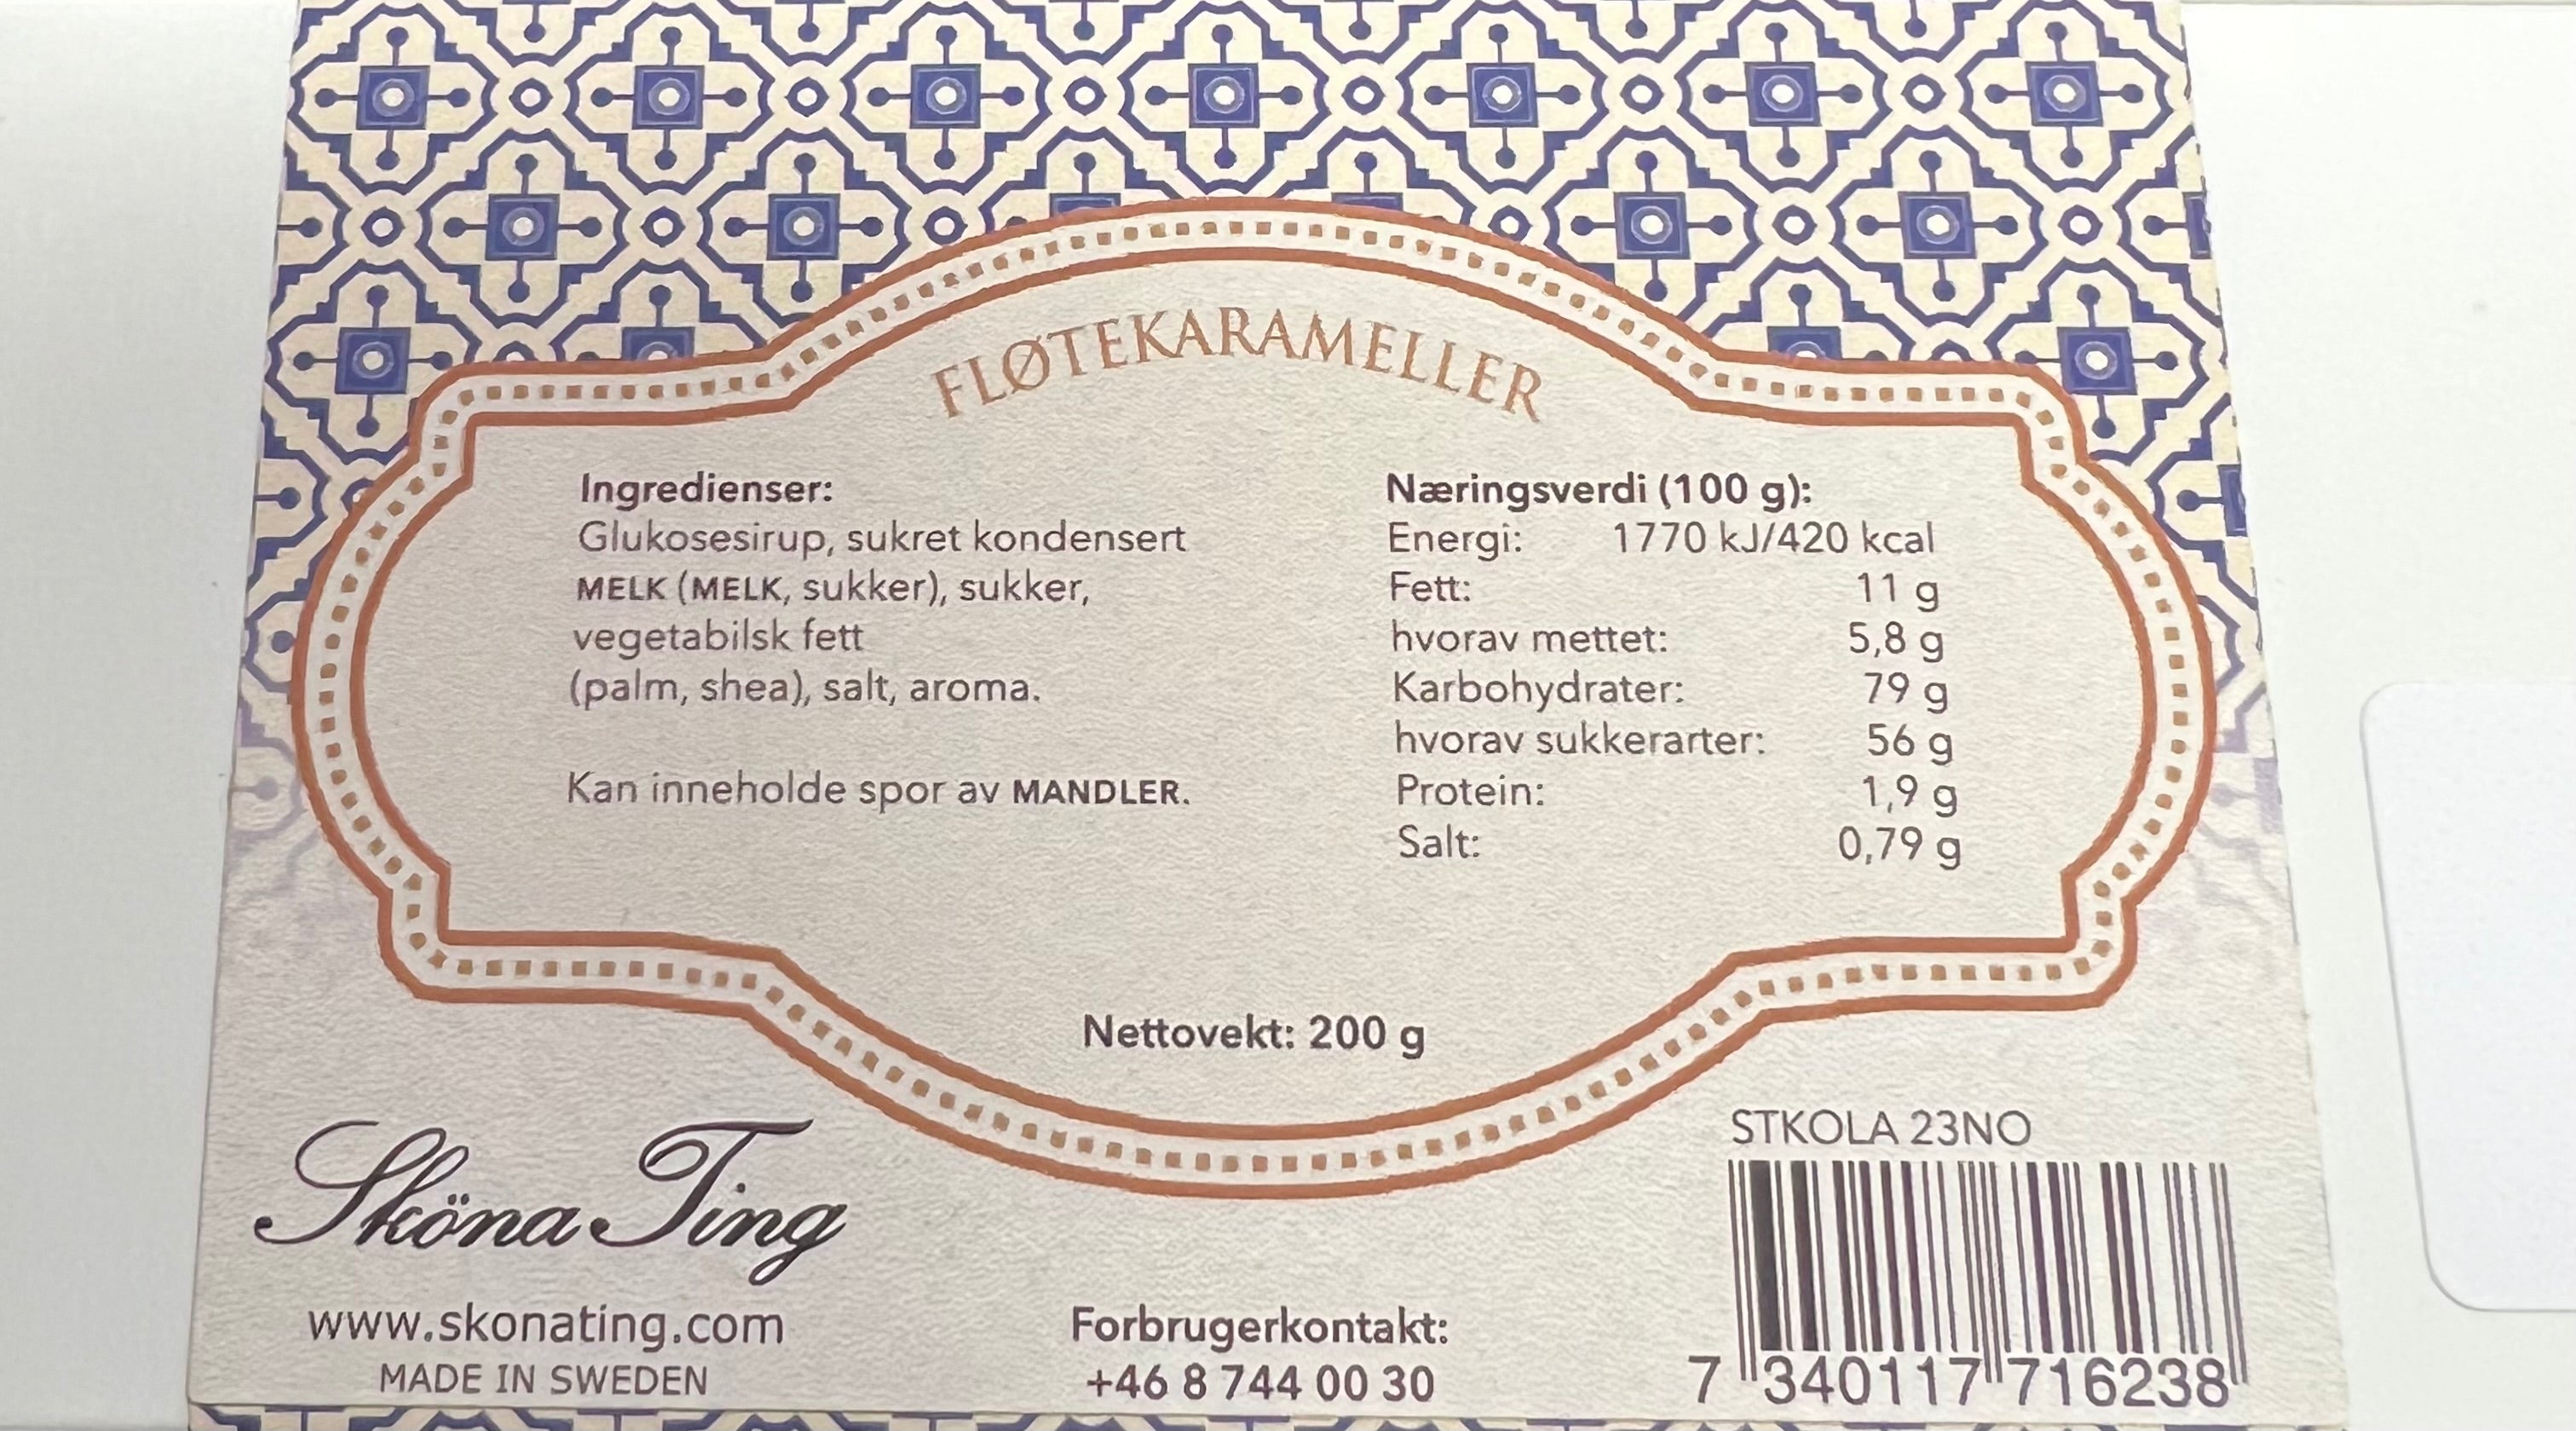 FLØTEKARAMELLER
Ingredienser:
Glukosesirup, sukret kondensert
MELK (MELK, sukker), sukker,
vegetabilsk fett
(palm, shea), salt, aroma.
Kan inneholde spor av MANDLER.
Næringsverdi (100 g):
Energi: 1770 kJ/420 kcal
Fett: 11 g
hvorav mettet: 5,8 g
Karbohydrater: 79 g
hvorav sukkerarter: 56 g
Protein: 1,9 g
Salt: 0,79 g
Nettovekt: 200 g
Sköna Ting
www.skonating.com
MADE IN SWEDEN
Forbrugerkontakt:
+46 8 744 00 30
STKOLA 23NO
7 340117 716238